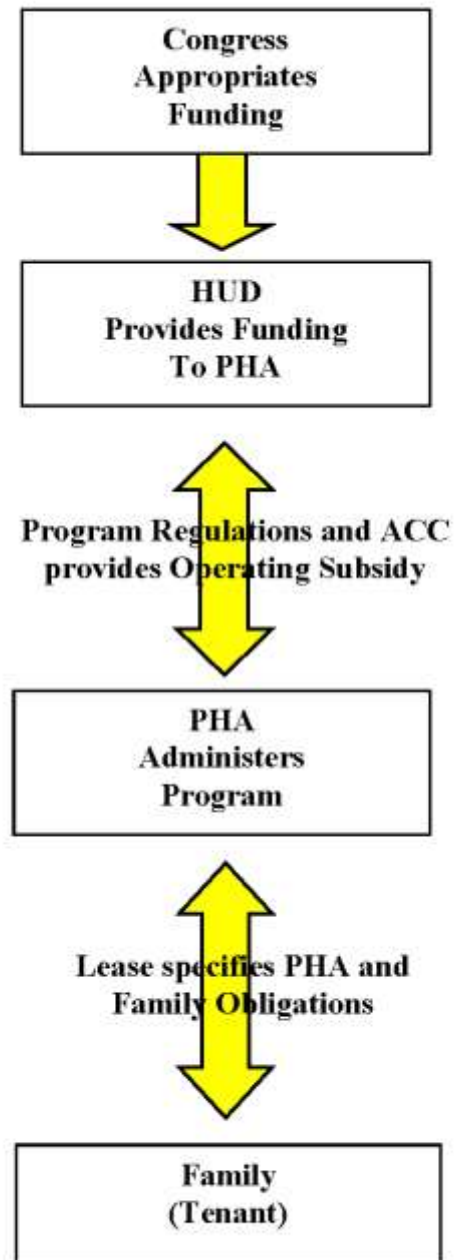 Congress
Appropriates
Funding
HUD
Provides Funding
To PHA
Program Regulations and ACC
provides Operating Subsidy
PHA
Administers
Program
Lease specifies PHA and
Family Obligations
Family
(Tenant)